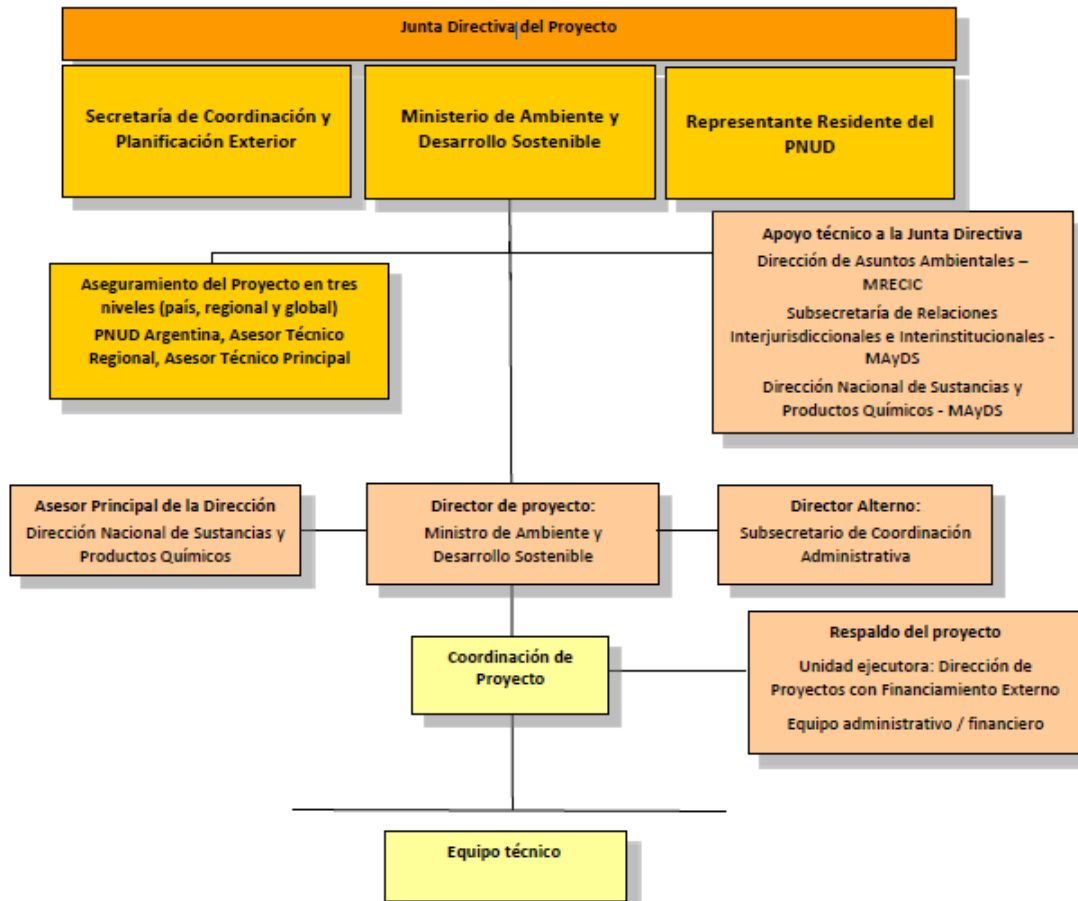 Junta Directiva del Proyecto
Secretaría de Coordinación y
Planificación Exterior
Ministerio de Ambiente y
Desarrollo Sostenible
Representante Residente del
PNUD
Aseguramiento del Proyecto en tres
niveles (país, regional y global)
PNUD Argentina, Asesor Técnico
Regional, Asesor Técnico Principal
Apoyo técnico a la Junta Directiva
Dirección de Asuntos Ambientales –
MRECIC
Subsecretaría de Relaciones
Interjurisdiccionales e Interinstitucionales -
MAyDS
Dirección Nacional de Sustancias y
Productos Químicos - MAyDS
Asesor Principal de la Dirección
Dirección Nacional de Sustancias y
Productos Químicos
Director de proyecto:
Ministro de Ambiente y
Desarrollo Sostenible
Director Alterno:
Subsecretario de Coordinación
Administrativa
Coordinación de
Proyecto
Respaldo del proyecto
Unidad ejecutora: Dirección de
Proyectos con Financiamiento Externo
Equipo administrativo / financiero
Equipo técnico